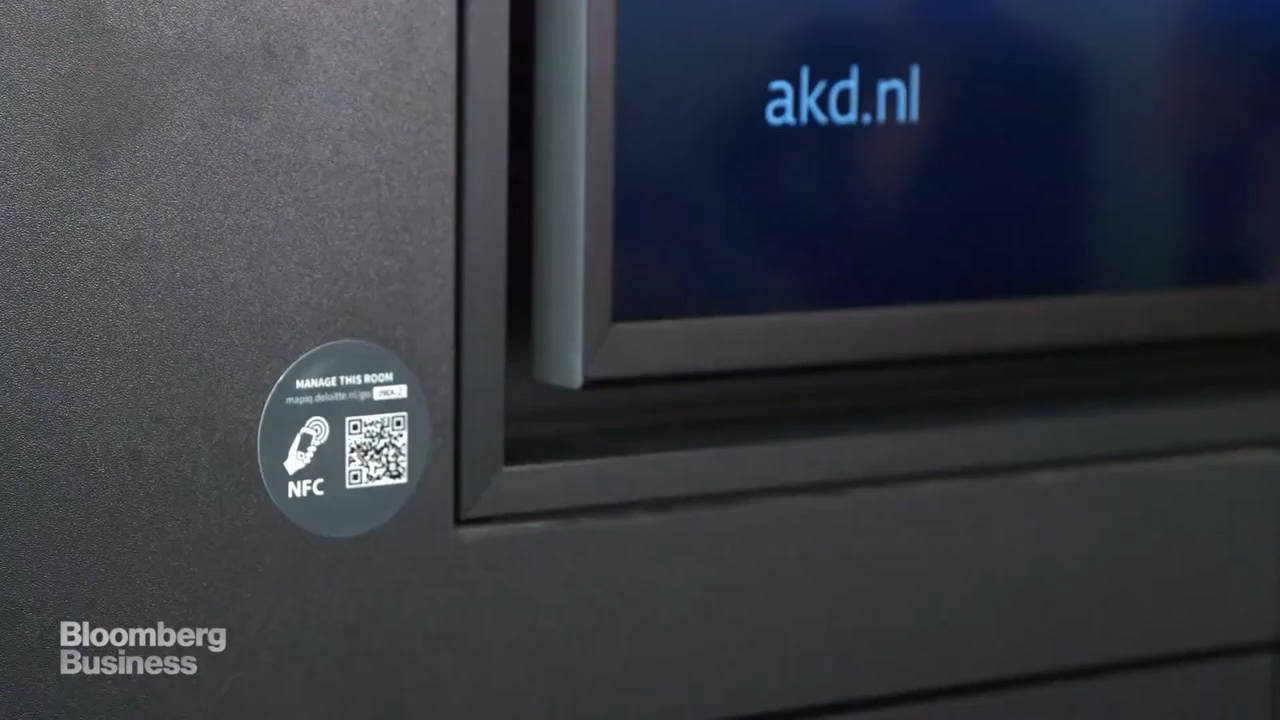 akd.nl
MANAGE THIS ROOM
mapiq.deloitte.nl/go
NFC
Bloomberg
Business